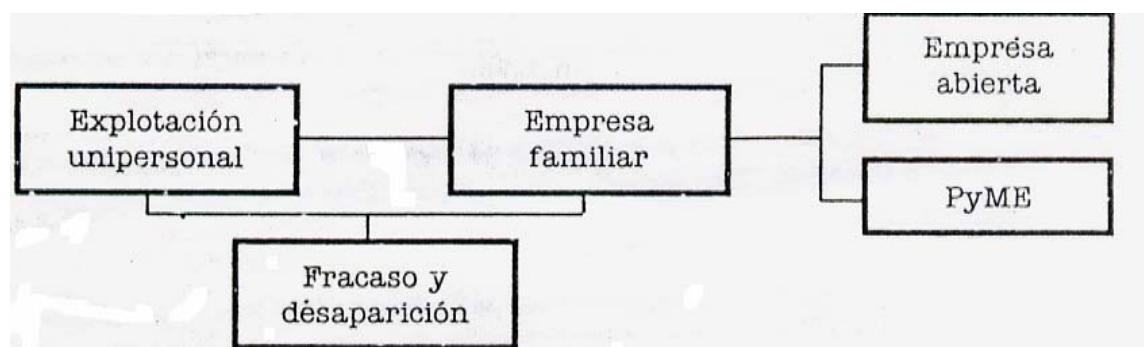 Empresa
abierta
Explotación
unipersonal
Empresa
familiar
PyME
Fracaso y
desaparición